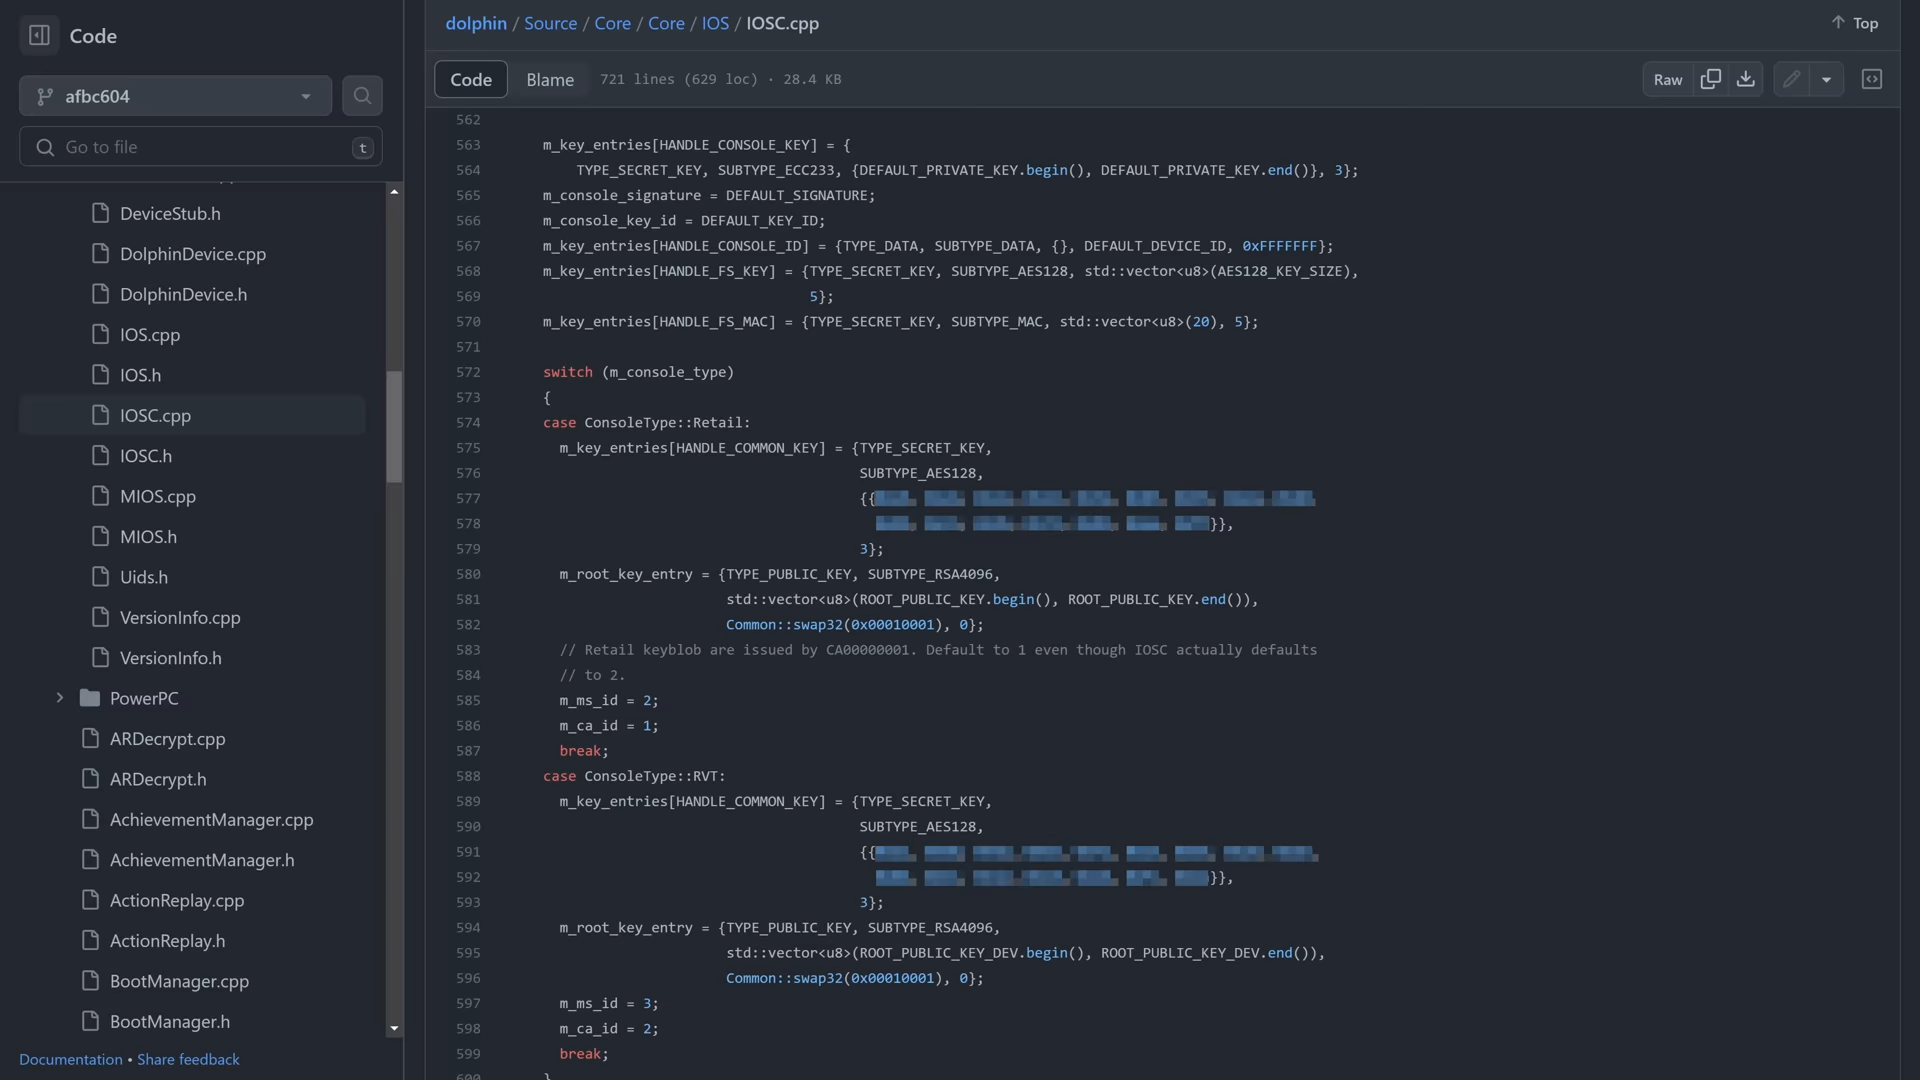 Code
afbc604
Go to file
t
DeviceStub.h
DolphinDevice.cpp
DolphinDevice.h
IOS.cpp
IOS.h
IOSC.cpp
IOSC.h
MIOS.cpp
MIOS.h
Uids.h
VersionInfo.cpp
VersionInfo.h
PowerPC
ARDecrypt.cpp
ARDecrypt.h
AchievementManager.cpp
AchievementManager.h
ActionReplay.cpp
ActionReplay.h
BootManager.cpp
BootManager.h
Documentation • Share feedback
dolphin / Source / Core / Core / IOS / IOSC.cpp
Top
Code Blame 721 lines (629 loc) · 28.4 KB
Raw
562
563 m_key_entries[HANDLE_CONSOLE_KEY] = {
564 TYPE_SECRET_KEY, SUBTYPE_ECC233, {DEFAULT_PRIVATE_KEY.begin(), DEFAULT_PRIVATE_KEY.end()}, 3};
565 m_console_signature = DEFAULT_SIGNATURE;
566 m_console_key_id = DEFAULT_KEY_ID;
567 m_key_entries[HANDLE_CONSOLE_ID] = {TYPE_DATA, SUBTYPE_DATA, {}, DEFAULT_DEVICE_ID, 0xFFFFFFF};
568 m_key_entries[HANDLE_FS_KEY] = {TYPE_SECRET_KEY, SUBTYPE_AES128, std::vector<u8>(AES128_KEY_SIZE),
569 5};
570 m_key_entries[HANDLE_FS_MAC] = {TYPE_SECRET_KEY, SUBTYPE_MAC, std::vector<u8>(20), 5};
571
572 switch (m_console_type)
573 {
574 case ConsoleType::Retail:
575 m_key_entries[HANDLE_COMMON_KEY] = {TYPE_SECRET_KEY,
576 SUBTYPE_AES128,
577 {{
578 }},
579 3};
580 m_root_key_entry = {TYPE_PUBLIC_KEY, SUBTYPE_RSA4096,
581 std::vector<u8>(ROOT_PUBLIC_KEY.begin(), ROOT_PUBLIC_KEY.end()),
582 Common::swap32(0x00010001), 0};
583 // Retail keyblob are issued by CA00000001. Default to 1 even though IOSC actually defaults
584 // to 2.
585 m_ms_id = 2;
586 m_ca_id = 1;
587 break;
588 case ConsoleType::RVT:
589 m_key_entries[HANDLE_COMMON_KEY] = {TYPE_SECRET_KEY,
590 SUBTYPE_AES128,
591 {{
592 }},
593 3};
594 m_root_key_entry = {TYPE_PUBLIC_KEY, SUBTYPE_RSA4096,
595 std::vector<u8>(ROOT_PUBLIC_KEY_DEV.begin(), ROOT_PUBLIC_KEY_DEV.end()),
596 Common::swap32(0x00010001), 0};
597 m_ms_id = 3;
598 m_ca_id = 2;
599 break;
600 }